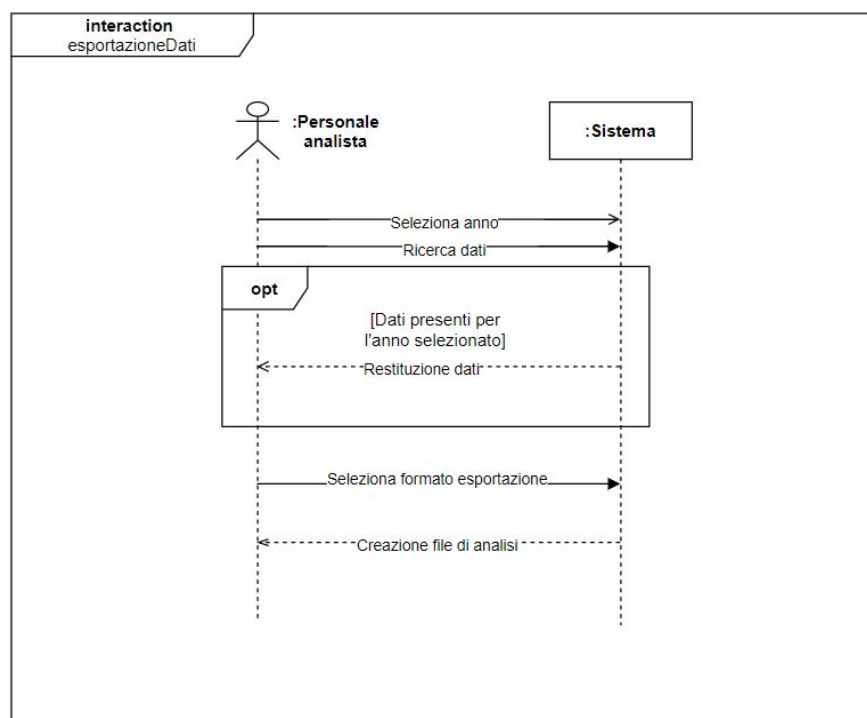 interaction
esportazioneDati
:Personale
analista
:Sistema
Seleziona anno
Ricerca dati
opt
[Dati presenti per
l'anno selezionato]
Restituzione dati
Seleziona formato esportazione
Creazione file di analisi